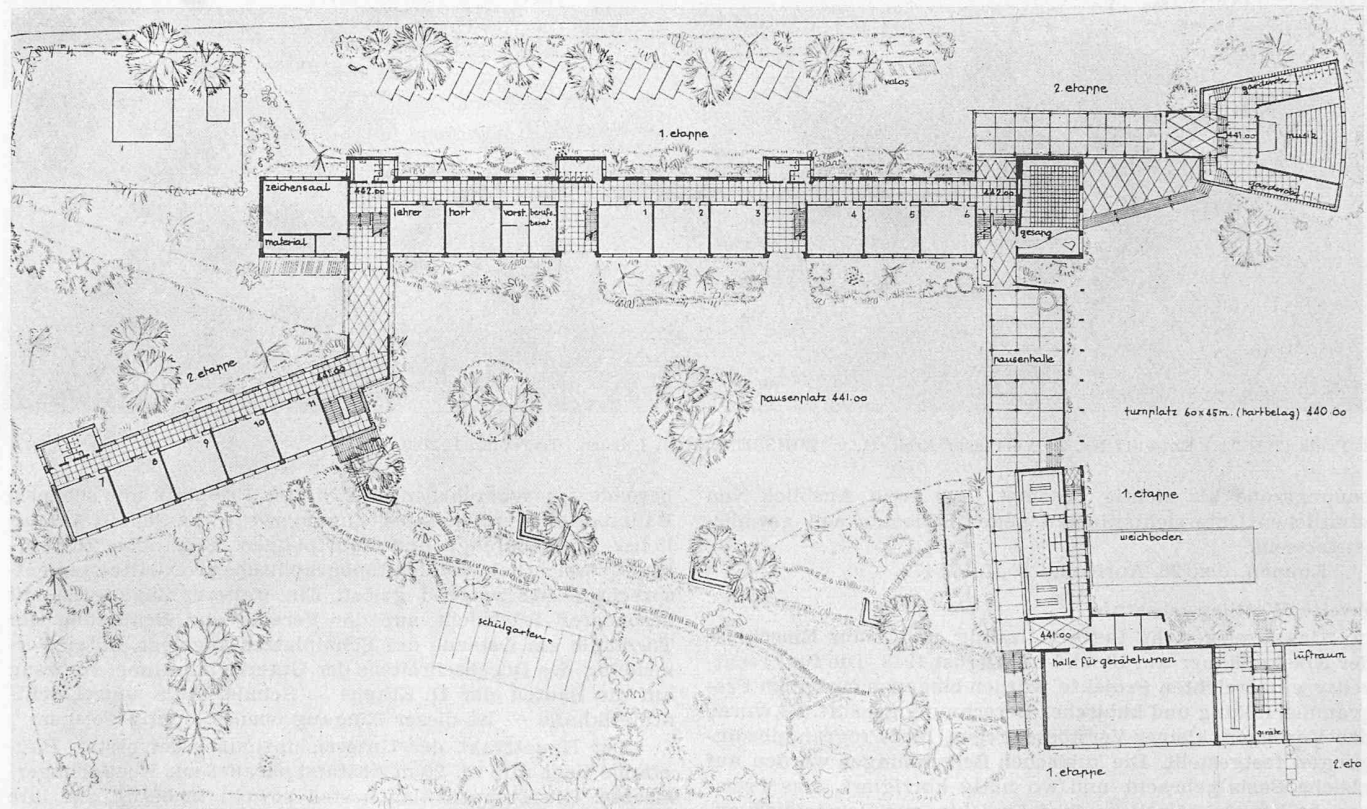 velos
1. etappe
2. etappe
garderobe
441.00
musik
garderobe
zeichensaal
442.00
material
lehrer
hort
vorst.
berufs
berat.
1
2
3
4
5
6
442.00
gesang
2. etappe
441.00
7
8
9
10
11
pausenplatz 441.00
pausenhalle
turnplatz 60x45m. (hartbelag) 440.00
1. etappe
weichboden
schulgarten
441.00
halle für geräteturnen
geräte
luftraum
1. etappe
2. eta